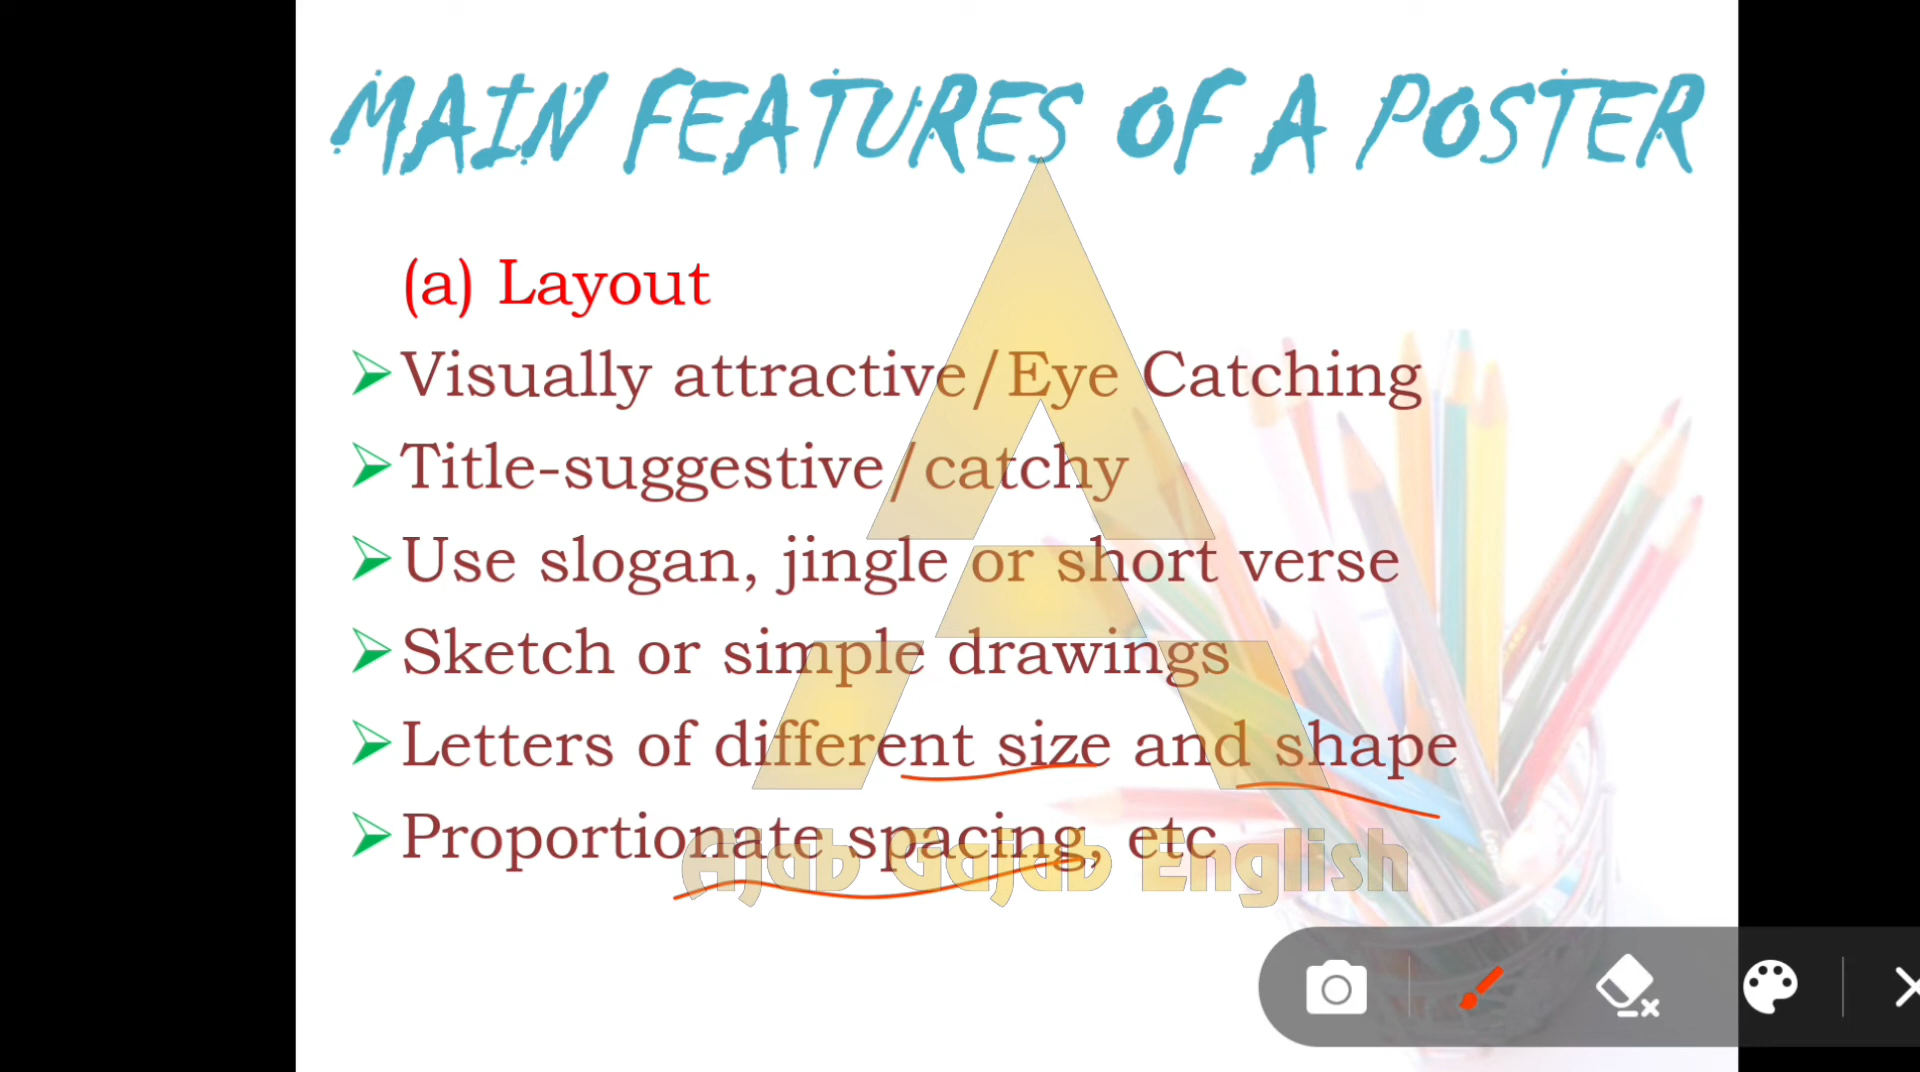 MAIN FEATURES OF A POSTER
(a) Layout
Visually attractive/Eye Catching
Title-suggestive/catchy
Use slogan, jingle or short verse
Sketch or simple drawings
Letters of different size and shape
Proportionate spacing, etc
Ajab Gajab English